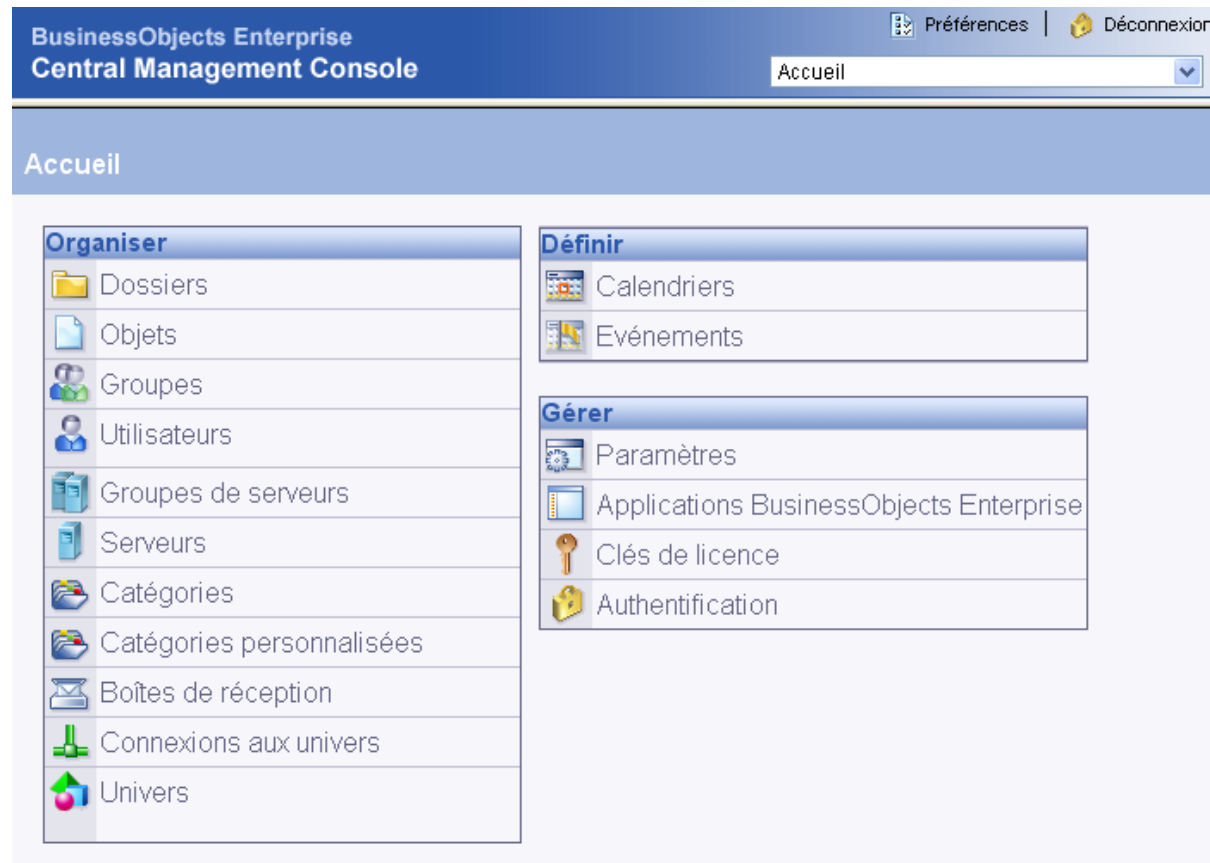 BusinessObjects Enterprise
Central Management Console
Préférences | Déconnexion
Accueil
Accueil
Organiser
Dossiers
Objets
Groupes
Utilisateurs
Groupes de serveurs
Serveurs
Catégories
Catégories personnalisées
Boîtes de réception
Connexions aux univers
Univers
Définir
Calendriers
Evénements
Gérer
Paramètres
Applications BusinessObjects Enterprise
Clés de licence
Authentification